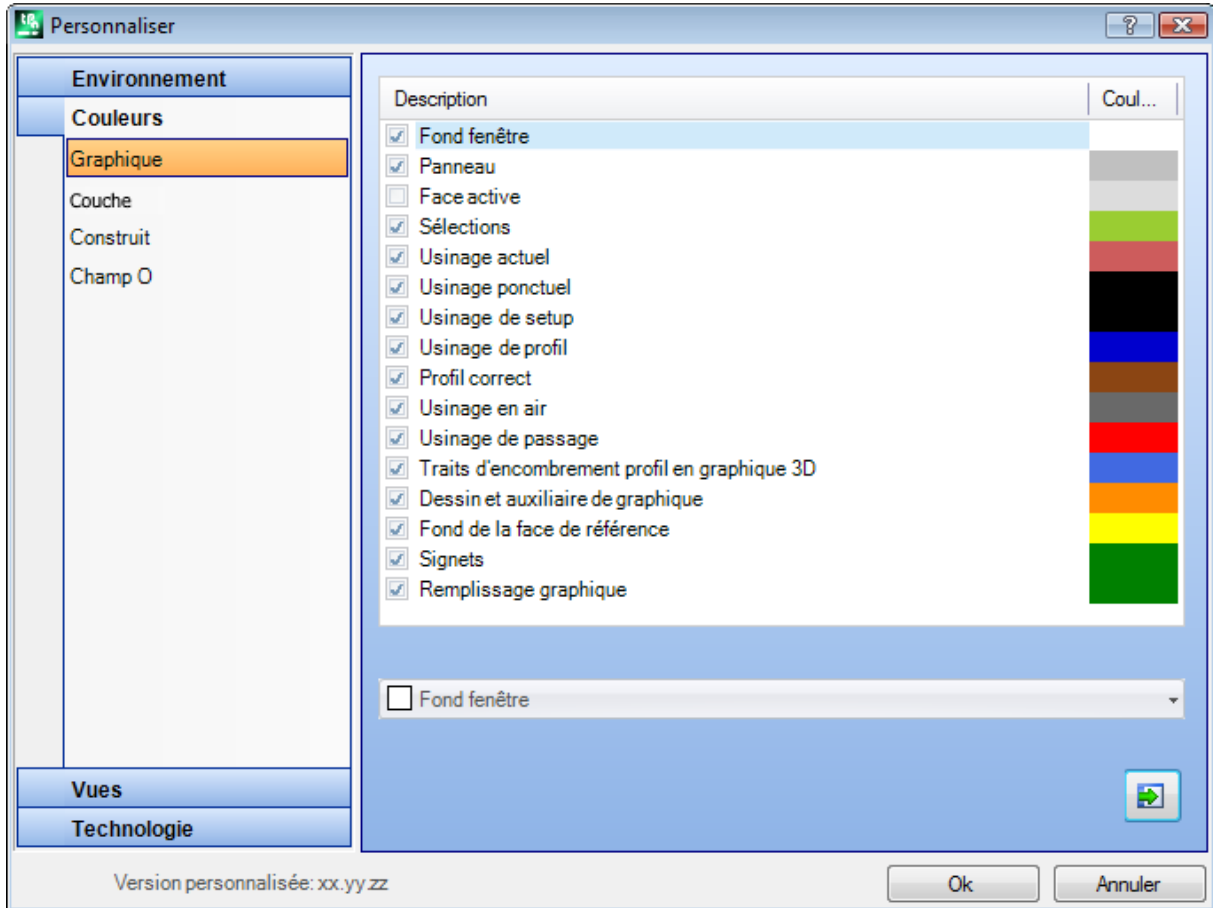 Personnaliser
Environnement
Couleurs
Graphique
Couche
Construit
Champ O
Vues
Technologie
Description Coul...
Fond fenêtre
Panneau
Face active
Sélections
Usinage actuel
Usinage ponctuel
Usinage de setup
Usinage de profil
Profil correct
Usinage en air
Usinage de passage
Traits d'encombrement profil en graphique 3D
Dessin et auxiliaire de graphique
Fond de la face de référence
Signets
Remplissage graphique
Fond fenêtre
Version personnalisée: xx.yy.zz
Ok
Annuler